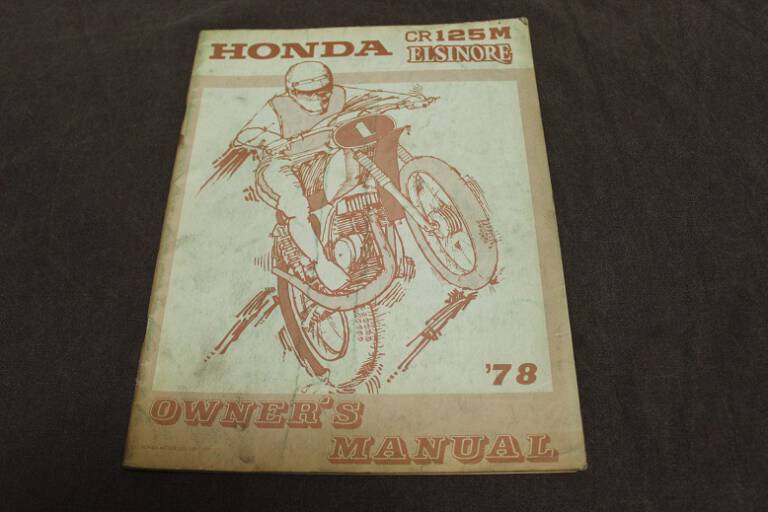 HONDA CR125M
ELSINORE
1
'78
OWNER'S
MANUAL